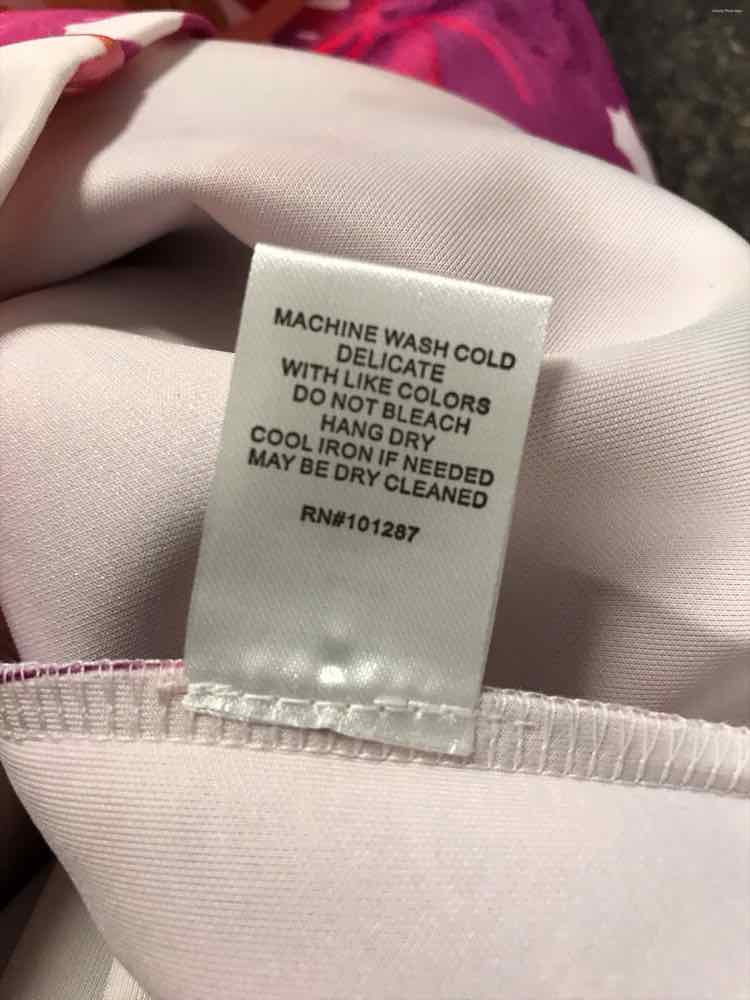 MACHINE WASH COLD
DELICATE
WITH LIKE COLORS
DO NOT BLEACH
HANG DRY
COOL IRON IF NEEDED
MAY BE DRY CLEANED
RN#101287